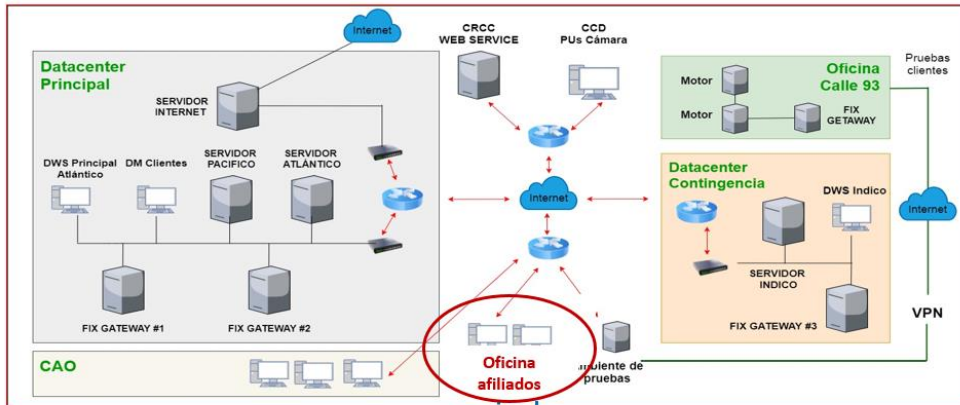 Internet
CRCC
WEB SERVICE
CCD
PUs Cámara
Datacenter
Principal
SERVIDOR
INTERNET
Oficina
Calle 93
Motor
Motor
FIX
GETAWAY
Pruebas
clientes
DWS Principal
Atlántico
DM Clientes
SERVIDOR
PACIFICO
SERVIDOR
ATLÁNTICO
Internet
Datacenter
Contingencia
DWS Indico
SERVIDOR
INDICO
Internet
FIX GATEWAY #1
FIX GATEWAY #2
FIX GATEWAY #3
VPN
CAO
Oficina
afiliados
mbiente de
pruebas